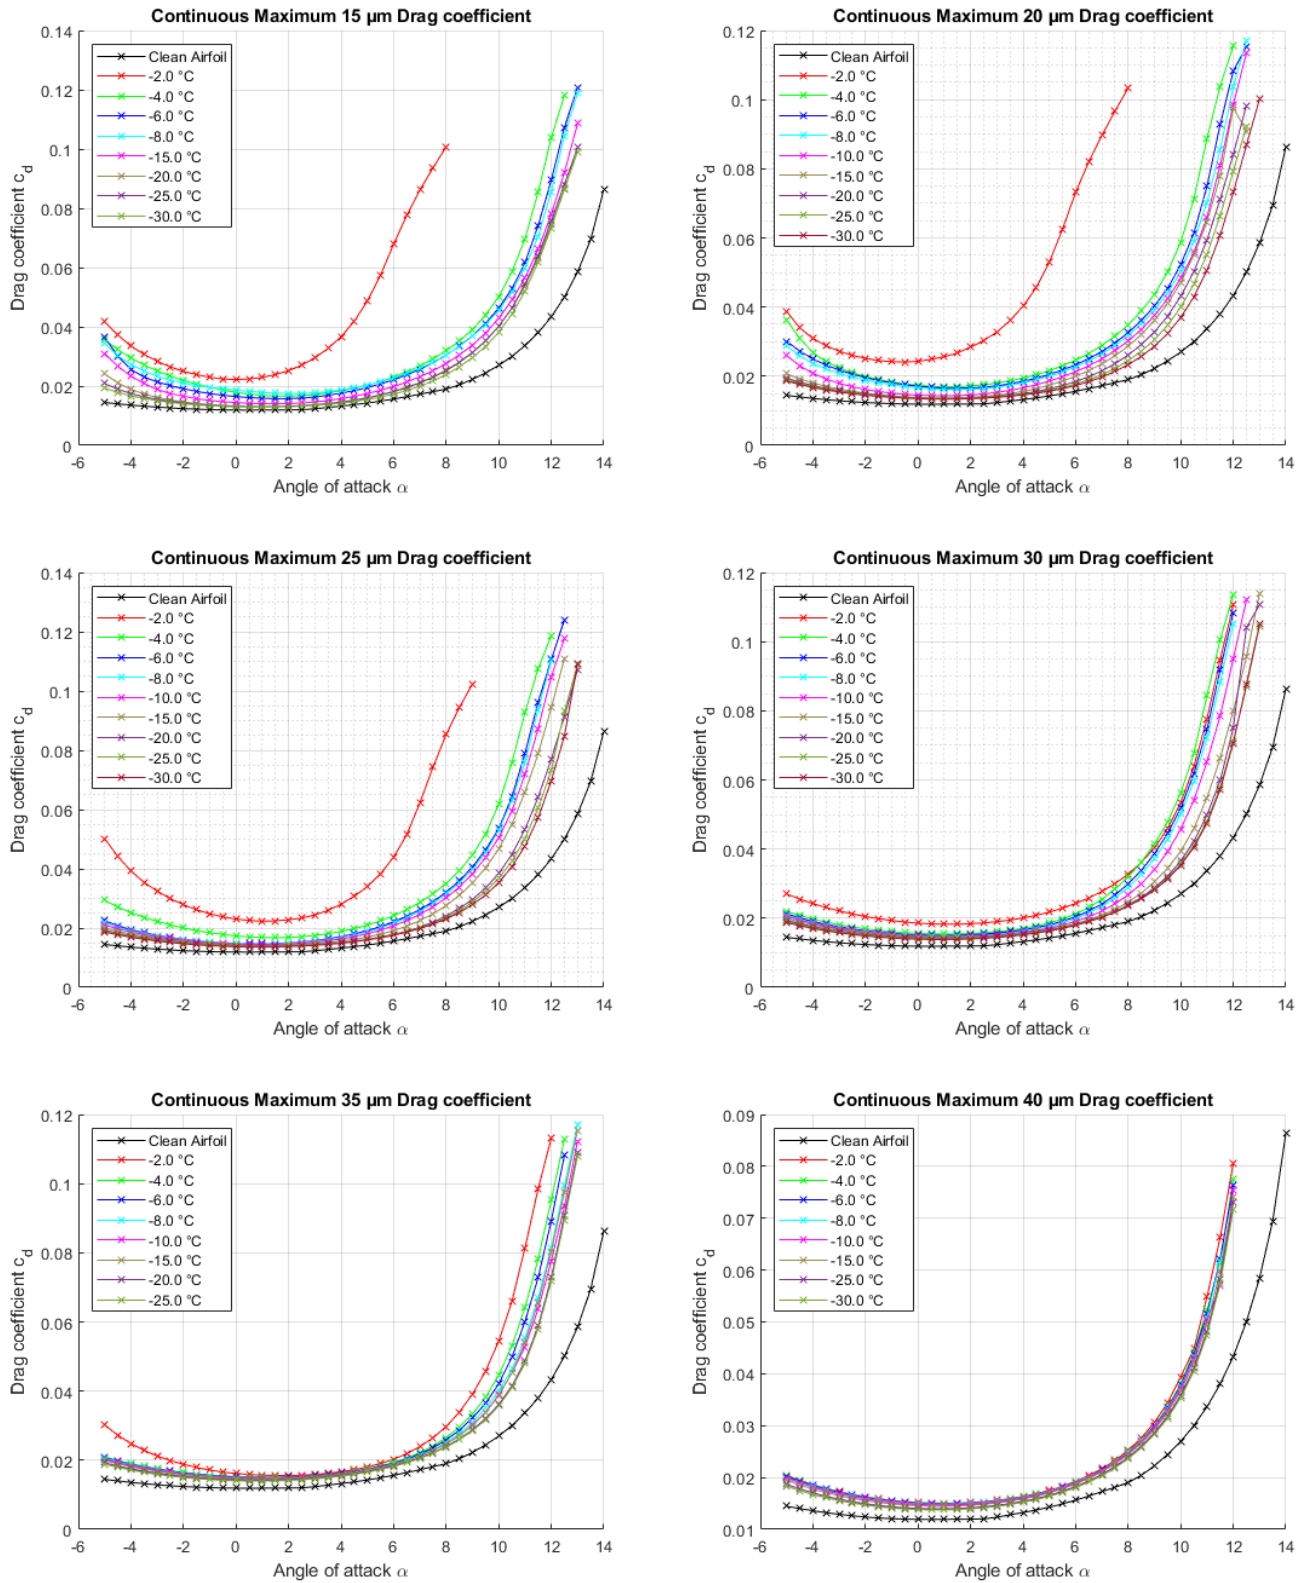 Continuous Maximum 15 µm Drag coefficient
0.14
0.12
0.1
0.08
0.06
0.04
0.02
0
Drag coefficient c_d
Clean Airfoil
-2.0 °C
-4.0 °C
-6.0 °C
-8.0 °C
-15.0 °C
-20.0 °C
-25.0 °C
-30.0 °C
-6 -4 -2 0 2 4 6 8 10 12 14
Angle of attack α
Continuous Maximum 20 µm Drag coefficient
0.12
0.1
0.08
0.06
0.04
0.02
0
Drag coefficient c_d
Clean Airfoil
-2.0 °C
-4.0 °C
-6.0 °C
-8.0 °C
-10.0 °C
-15.0 °C
-20.0 °C
-25.0 °C
-30.0 °C
-6 -4 -2 0 2 4 6 8 10 12 14
Angle of attack α
Continuous Maximum 25 µm Drag coefficient
0.14
0.12
0.1
0.08
0.06
0.04
0.02
0
Drag coefficient c_d
Clean Airfoil
-2.0 °C
-4.0 °C
-6.0 °C
-8.0 °C
-10.0 °C
-15.0 °C
-20.0 °C
-25.0 °C
-30.0 °C
-6 -4 -2 0 2 4 6 8 10 12 14
Angle of attack α
Continuous Maximum 30 µm Drag coefficient
0.12
0.1
0.08
0.06
0.04
0.02
0
Drag coefficient c_d
Clean Airfoil
-2.0 °C
-4.0 °C
-6.0 °C
-8.0 °C
-10.0 °C
-15.0 °C
-20.0 °C
-25.0 °C
-30.0 °C
-6 -4 -2 0 2 4 6 8 10 12 14
Angle of attack α
Continuous Maximum 35 µm Drag coefficient
0.12
0.1
0.08
0.06
0.04
0.02
0
Drag coefficient c_d
Clean Airfoil
-2.0 °C
-4.0 °C
-6.0 °C
-8.0 °C
-10.0 °C
-15.0 °C
-20.0 °C
-25.0 °C
-6 -4 -2 0 2 4 6 8 10 12 14
Angle of attack α
Continuous Maximum 40 µm Drag coefficient
0.09
0.08
0.07
0.06
0.05
0.04
0.03
0.02
0.01
Drag coefficient c_d
Clean Airfoil
-2.0 °C
-4.0 °C
-6.0 °C
-8.0 °C
-10.0 °C
-15.0 °C
-25.0 °C
-30.0 °C
-6 -4 -2 0 2 4 6 8 10 12 14
Angle of attack α